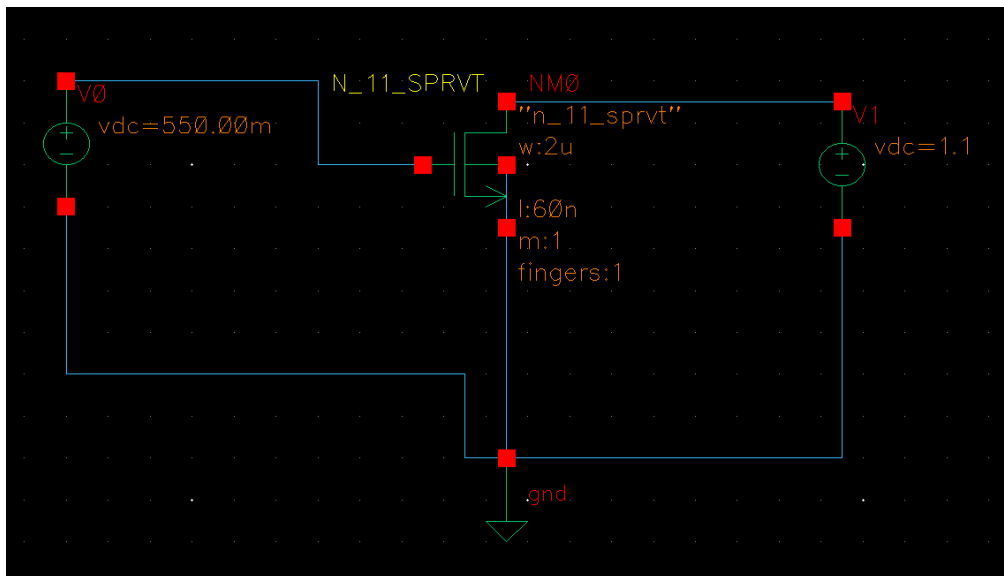 N_11_SPRVT
NM0
V0
vdc=550.00m
"n_11_sprvt"
w:2u
V1
vdc=1.1
l:60n
m:1
fingers:1
gnd